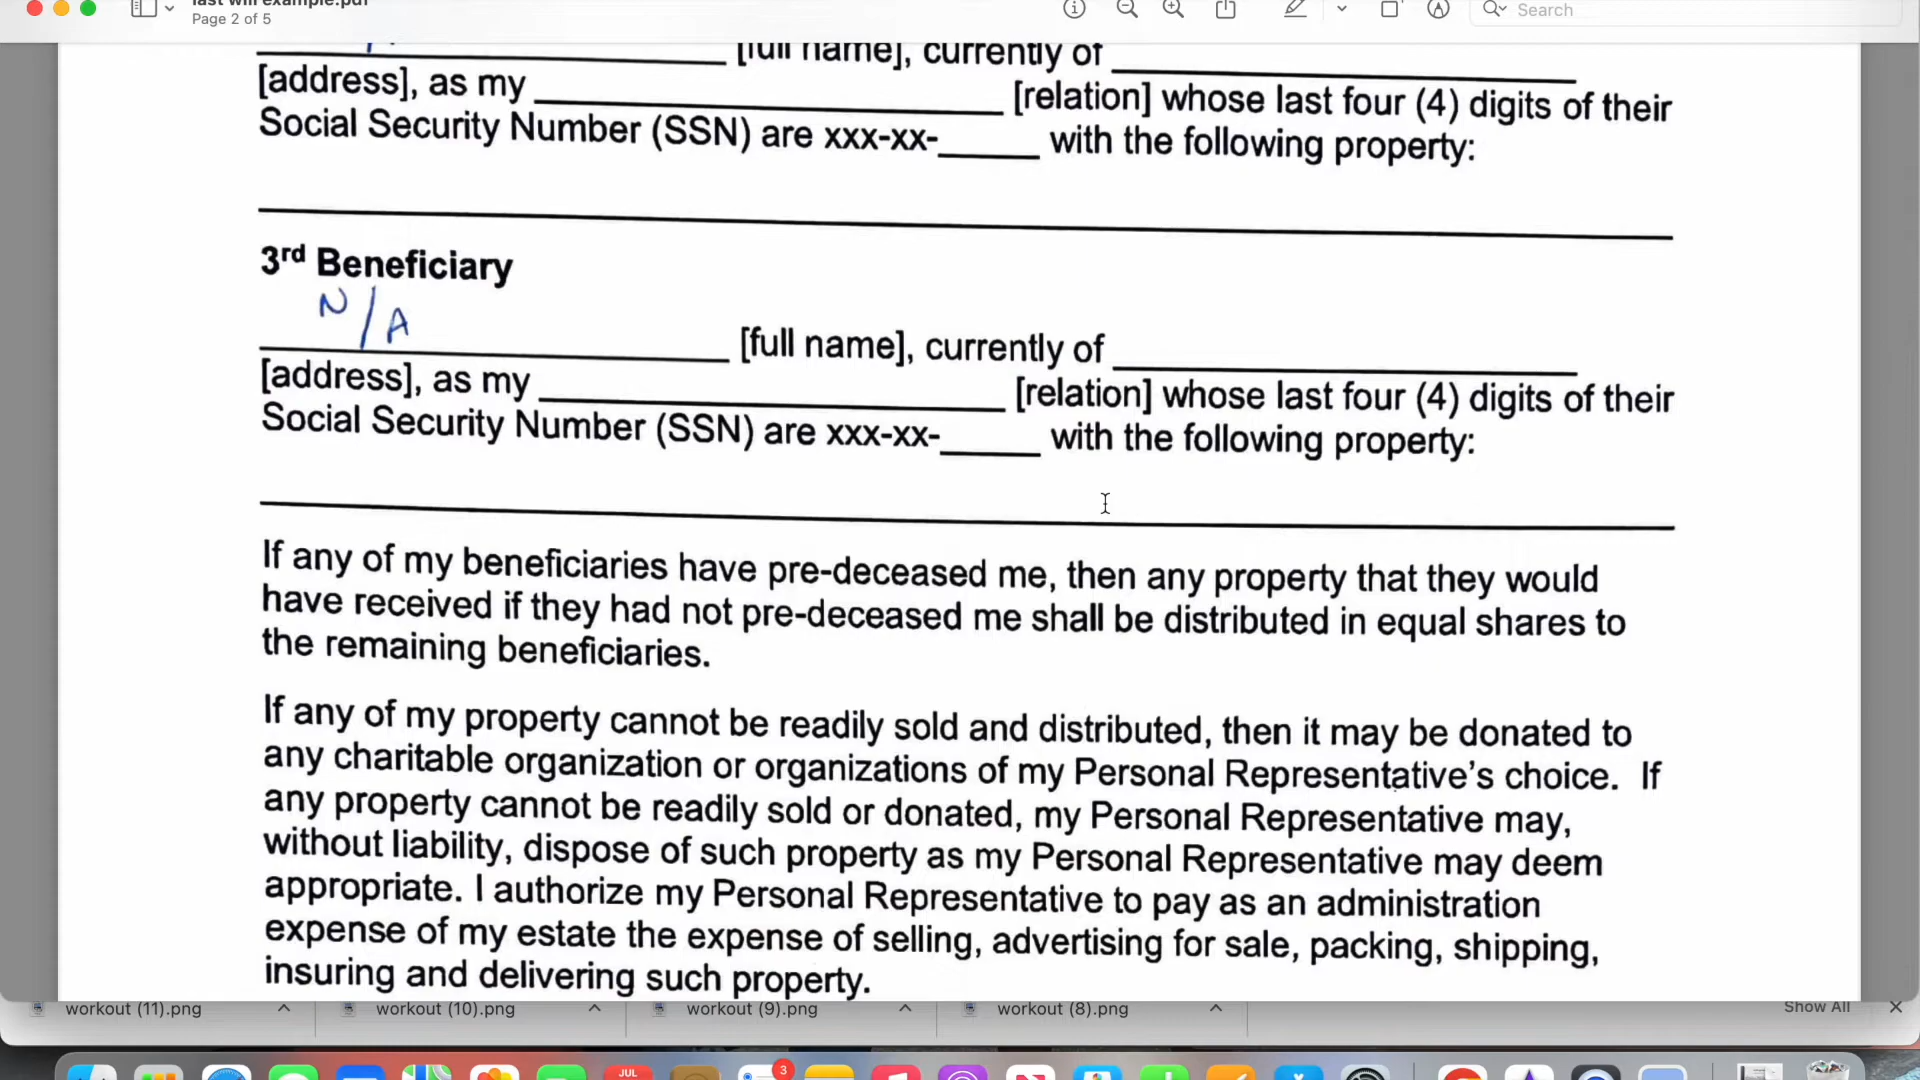 last will example.pdf
Page 2 of 5
Search
[full name], currently of
[address], as my [relation] whose last four (4) digits of their
Social Security Number (SSN) are xxx-xx-_____ with the following property:
3rd Beneficiary
N/A
[full name], currently of
[address], as my [relation] whose last four (4) digits of their
Social Security Number (SSN) are xxx-xx-_____ with the following property:
If any of my beneficiaries have pre-deceased me, then any property that they would
have received if they had not pre-deceased me shall be distributed in equal shares to
the remaining beneficiaries.
If any of my property cannot be readily sold and distributed, then it may be donated to
any charitable organization or organizations of my Personal Representative's choice. If
any property cannot be readily sold or donated, my Personal Representative may,
without liability, dispose of such property as my Personal Representative may deem
appropriate. I authorize my Personal Representative to pay as an administration
expense of my estate the expense of selling, advertising for sale, packing, shipping,
insuring and delivering such property.
workout (11).png
workout (10).png
workout (9).png
workout (8).png
Show All
JUL
3